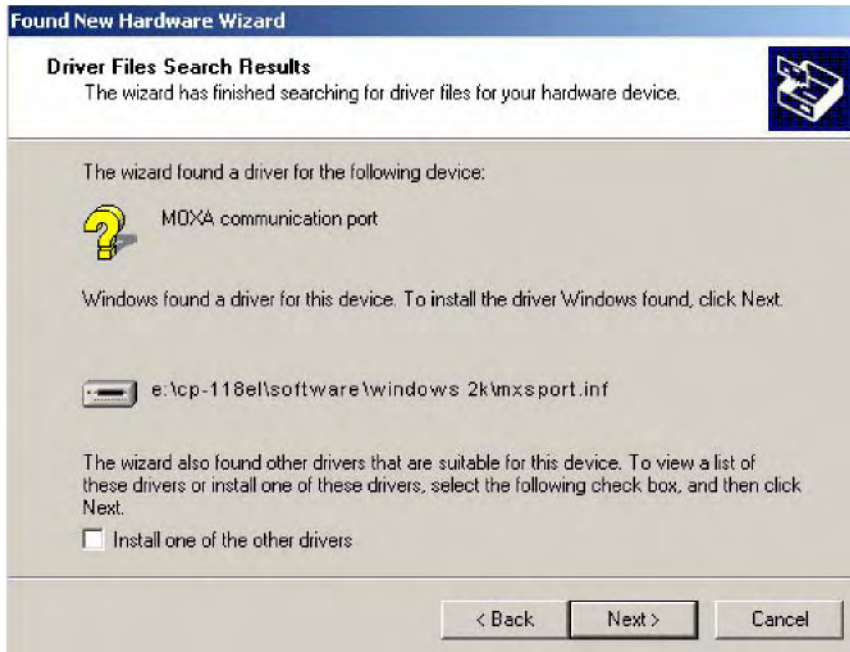 Found New Hardware Wizard
Driver Files Search Results
The wizard has finished searching for driver files for your hardware device.
The wizard found a driver for the following device:
MOXA communication port
Windows found a driver for this device. To install the driver Windows found, click Next.
e:\cp-118el\software\windows 2k\mxsport.inf
The wizard also found other drivers that are suitable for this device. To view a list of
these drivers or install one of these drivers, select the following check box, and then click
Next.
Install one of the other drivers
< Back Next > Cancel